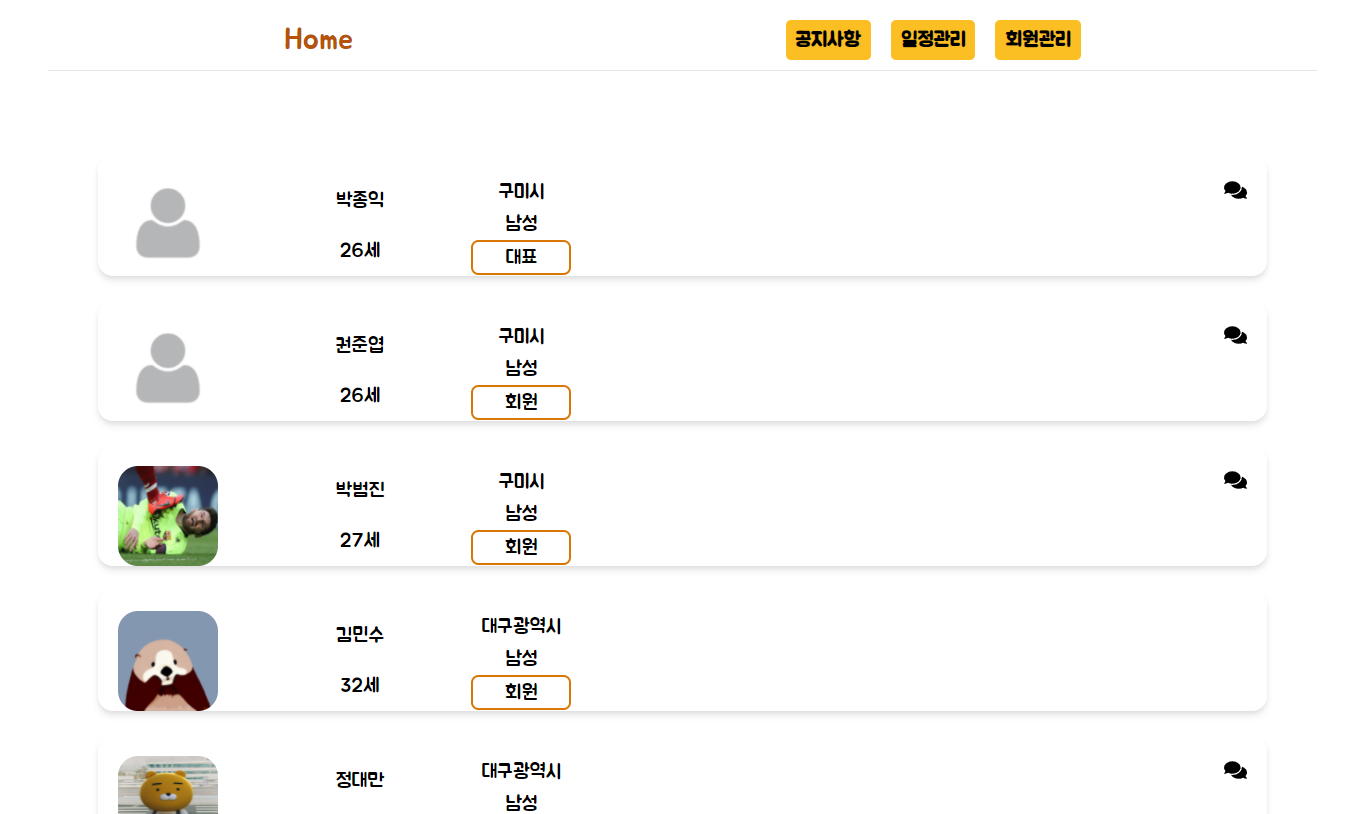 Home
공지사항
일정관리
회원관리
박종익
26세
구미시
남성
대표
권준엽
26세
구미시
남성
회원
박범진
27세
구미시
남성
회원
김민수
32세
대구광역시
남성
회원
정대만
대구광역시
남성